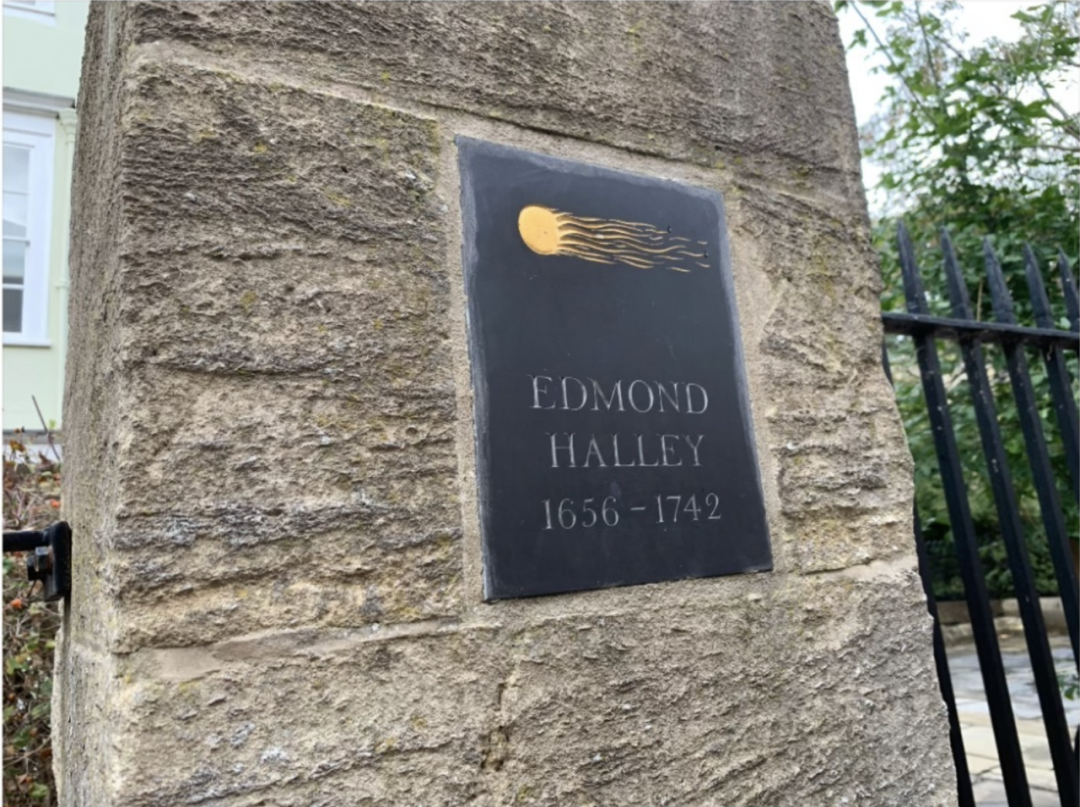 EDMOND
HALLEY
1656 – 1742